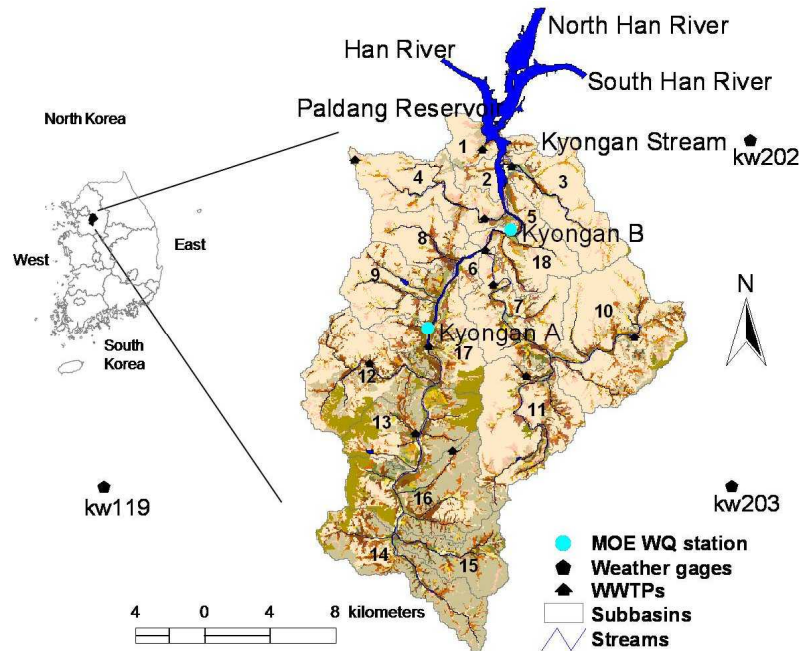 North Han River
Han River
South Han River
Paldang Reservoir
North Korea
Kyongan Stream
kw202
1
2
3
4
5
Kyongan B
West
East
8
6
18
9
7
10
N
South
Korea
Kyongan A
17
12
11
13
kw119
16
kw203
14
15
MOE WQ station
Weather gages
WWTPs
Subbasins
Streams
4 0 4 8 kilometers